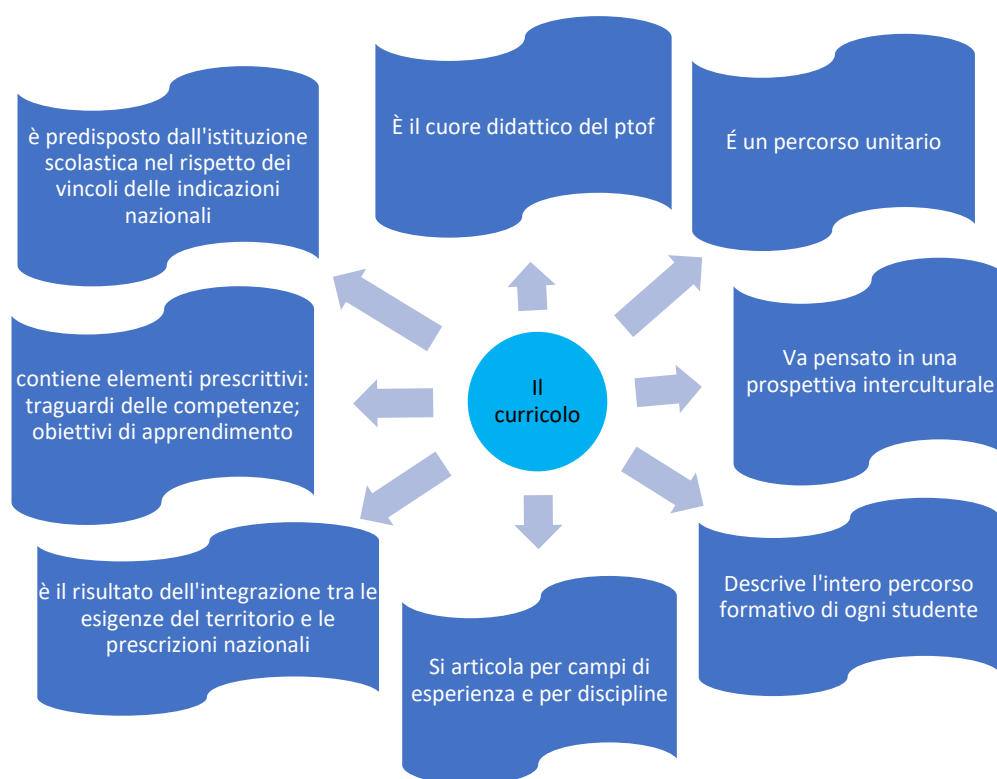 È il cuore didattico del ptof
É un percorso unitario
Va pensato in una
prospettiva interculturale
Descrive l'intero percorso
formativo di ogni studente
Si articola per campi di
esperienza e per discipline
è il risultato dell'integrazione tra le
esigenze del territorio e le
prescrizioni nazionali
contiene elementi prescrittivi:
traguardi delle competenze;
obiettivi di apprendimento
è predisposto dall'istituzione
scolastica nel rispetto dei
vincoli delle indicazioni
nazionali
Il
curricolo